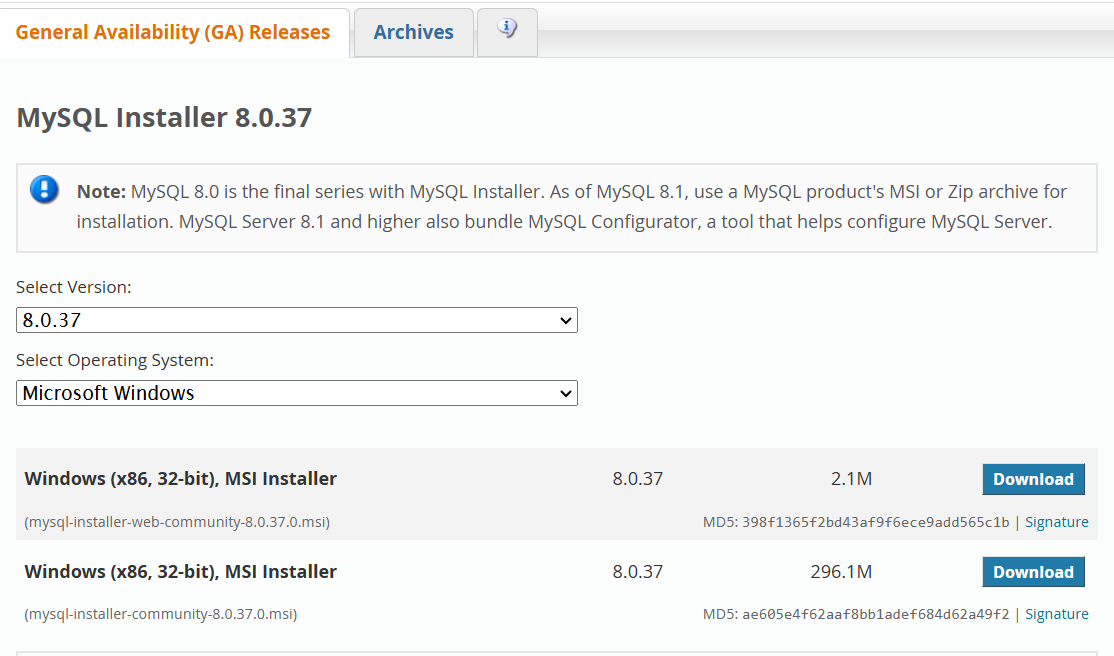 General Availability (GA) Releases
Archives
MySQL Installer 8.0.37
Note: MySQL 8.0 is the final series with MySQL Installer. As of MySQL 8.1, use a MySQL product's MSI or Zip archive for
installation. MySQL Server 8.1 and higher also bundle MySQL Configurator, a tool that helps configure MySQL Server.
Select Version:
8.0.37
Select Operating System:
Microsoft Windows
Windows (x86, 32-bit), MSI Installer 8.0.37 2.1M Download
(mysql-installer-web-community-8.0.37.0.msi) MD5: 398f1365f2bd43af9f6ece9add565c1b | Signature
Windows (x86, 32-bit), MSI Installer 8.0.37 296.1M Download
(mysql-installer-community-8.0.37.0.msi) MD5: ae605e4f62aaf8bb1adef684d62a49f2 | Signature